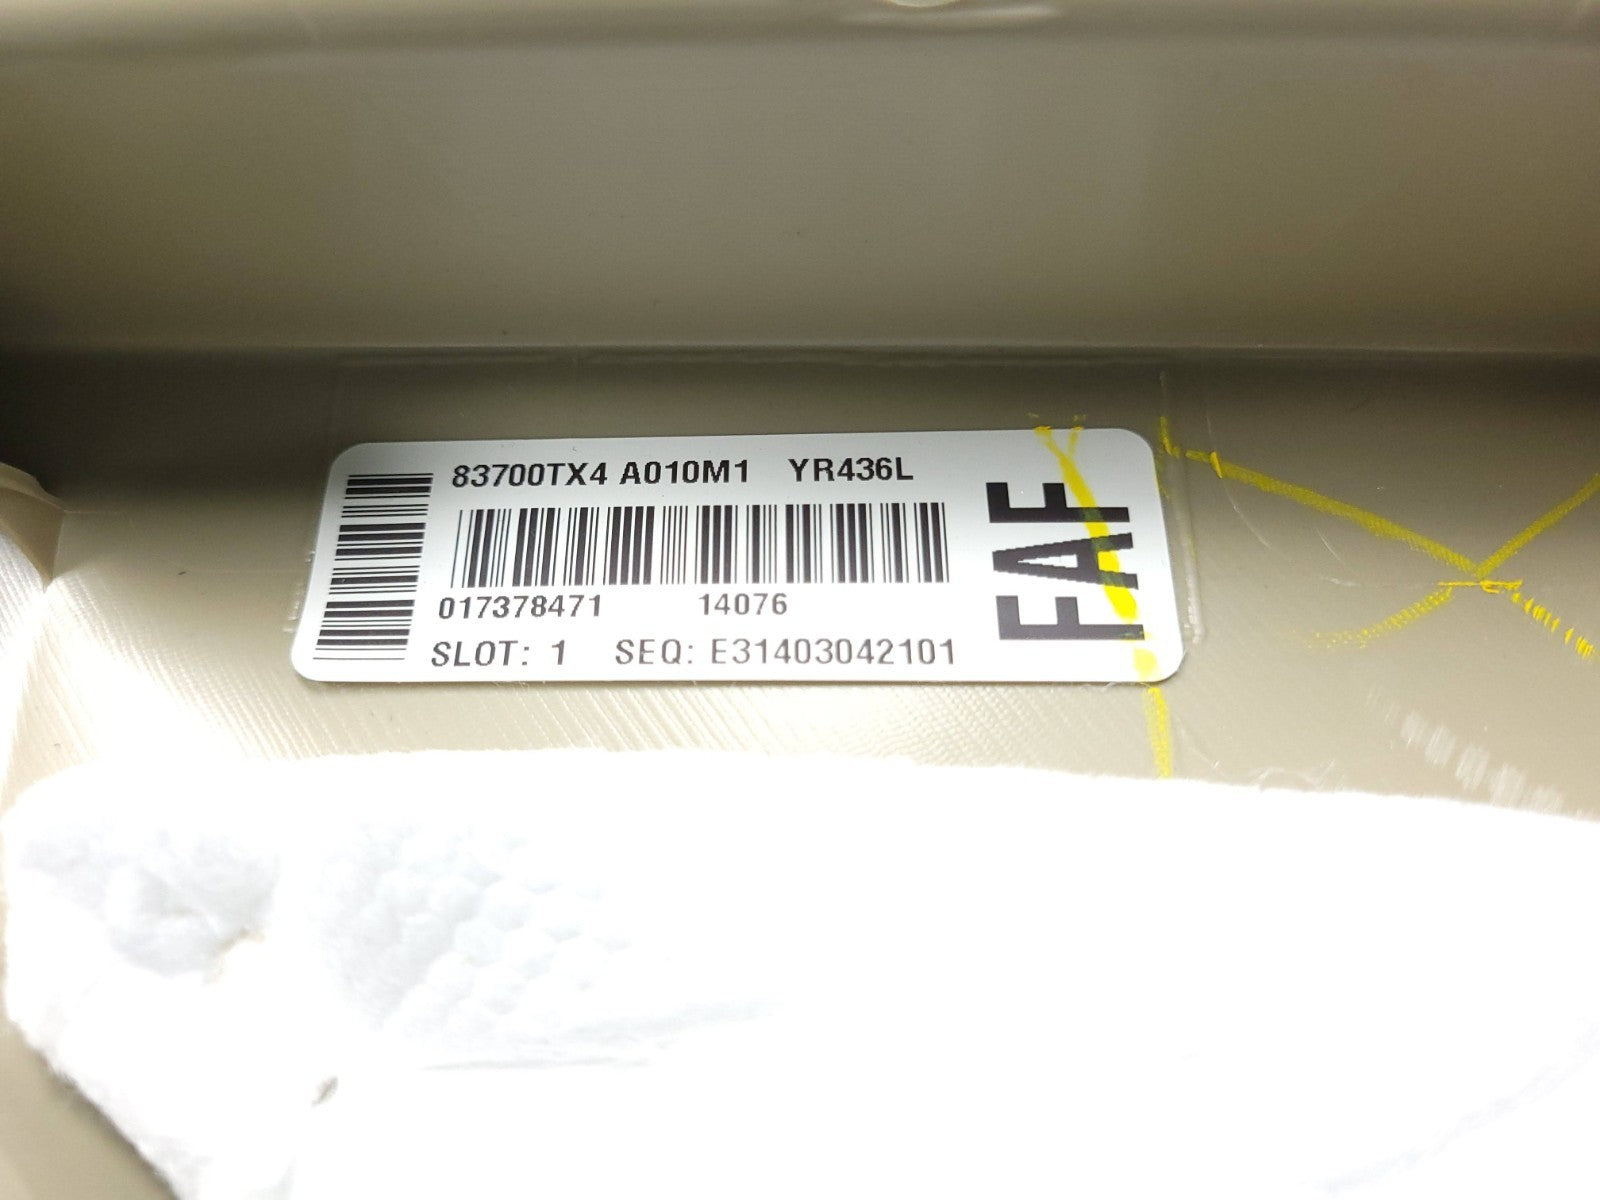 83700TX4 A010M1 YR436L
017378471 14076
SLOT: 1 SEQ: E31403042101
FAF